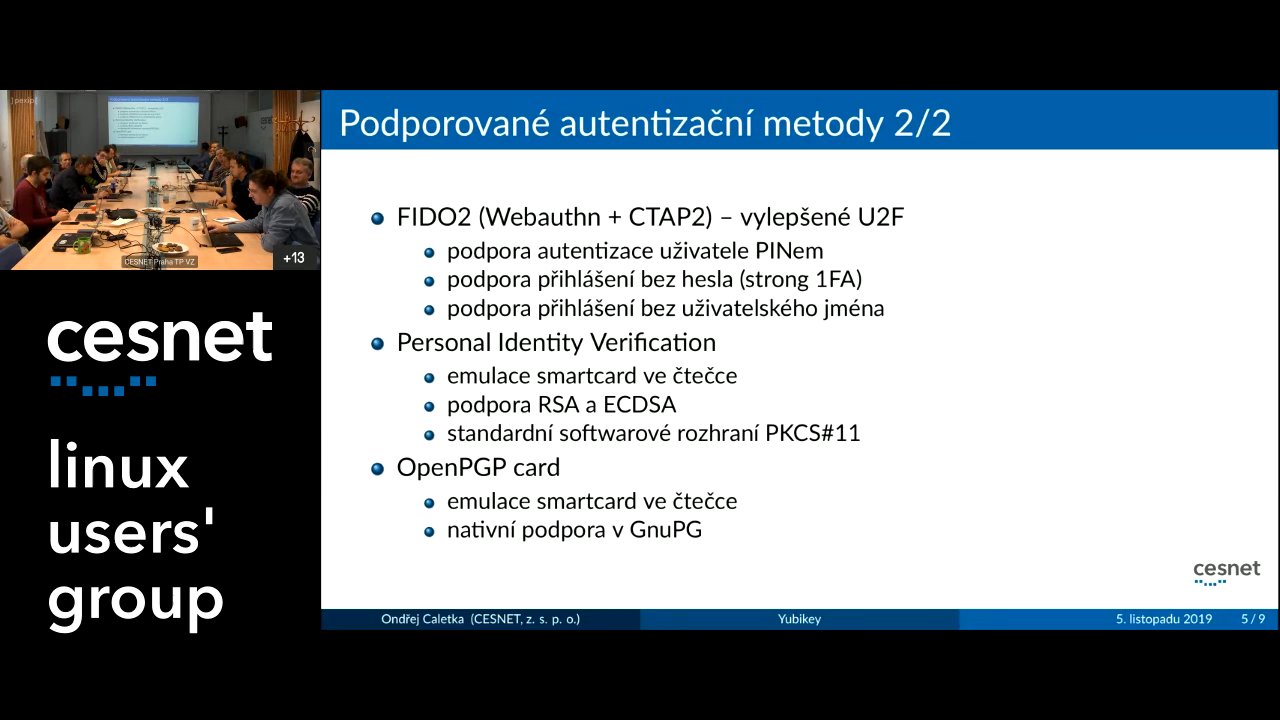 [pexip]
CESNET Praha TP VZ
+13
cesnet
linux
users'
group
Podporované autentizační metody 2/2
FIDO2 (Webauthn + CTAP2) – vylepšené U2F
podpora autentizace uživatele PINem
podpora přihlášení bez hesla (strong 1FA)
podpora přihlášení bez uživatelského jména
Personal Identity Verification
emulace smartcard ve čtečce
podpora RSA a ECDSA
standardní softwarové rozhraní PKCS#11
OpenPGP card
emulace smartcard ve čtečce
nativní podpora v GnuPG
cesnet
Ondřej Caletka (CESNET, z. s. p. o.)
Yubikey
5. listopadu 2019
5 / 9